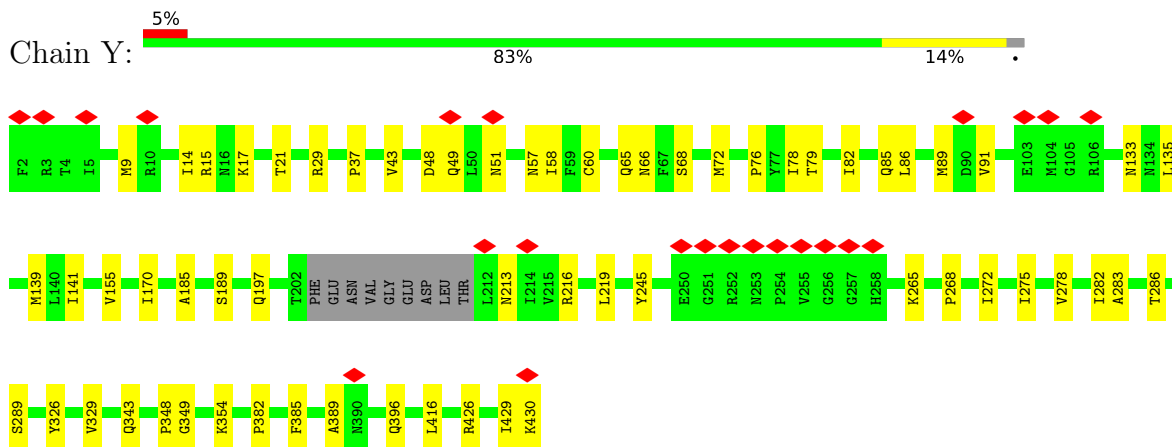 5%
Chain Y:
83% 14% •
F2 R3 T4 I5 M9 R10 I14 R15 N16 K17 T21 R29 P37 V43 D48 Q49 L50 N51 N57 I58 F59 C60 Q65 N66 F67 S68 M72 P76 Y77 I78 T79 I82 Q85 L86 M89 D90 V91 E103 M104 G105 R106 N133 N134 L135
M139 L140 I141 V155 I170 A185 S189 Q197 T202 PHE GLU ASN VAL GLY GLU ASP LEU THR L212 N213 I214 V215 R216 L219 Y245 E250 G251 R252 N253 P254 V255 G256 G257 H258 K265 P268 I272 I275 V278 I282 A283 T286
S289 Y326 V329 Q343 P348 G349 K354 P382 F385 A389 N390 Q396 L416 R426 I429 K430